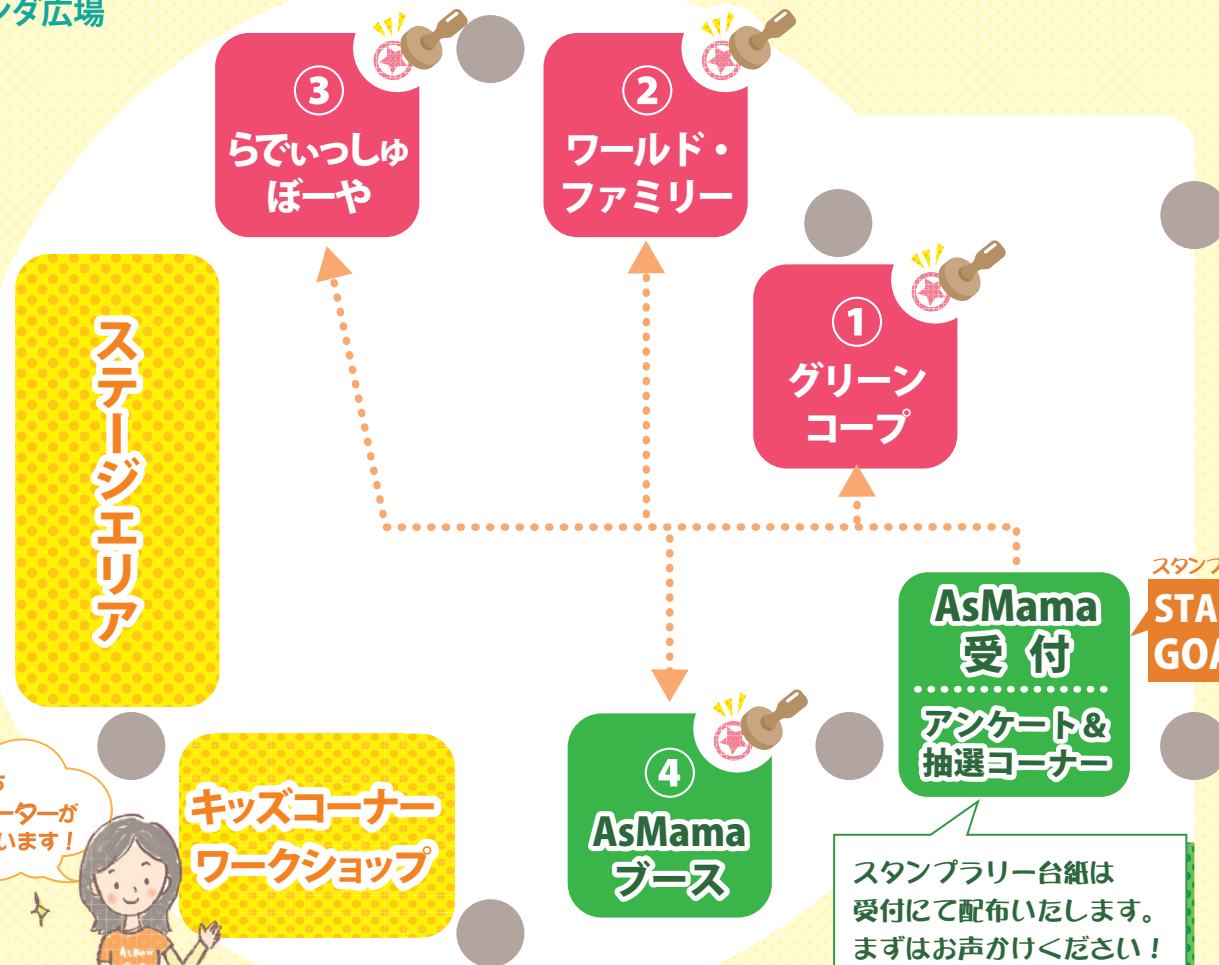 ンダ広場
③
らでぃっしゅ
ぼーや
②
ワールド・
ファミリー
①
グリーン
コープ
ステージエリア
AsMama
受 付
アンケート&
抽選コーナー
スタンプ
STA
GOA
④
AsMama
ブース
キッズコーナー
ワークショップ
ーターが
います!
スタンプラリー台紙は
受付にて配布いたします。
まずはお声かけください!